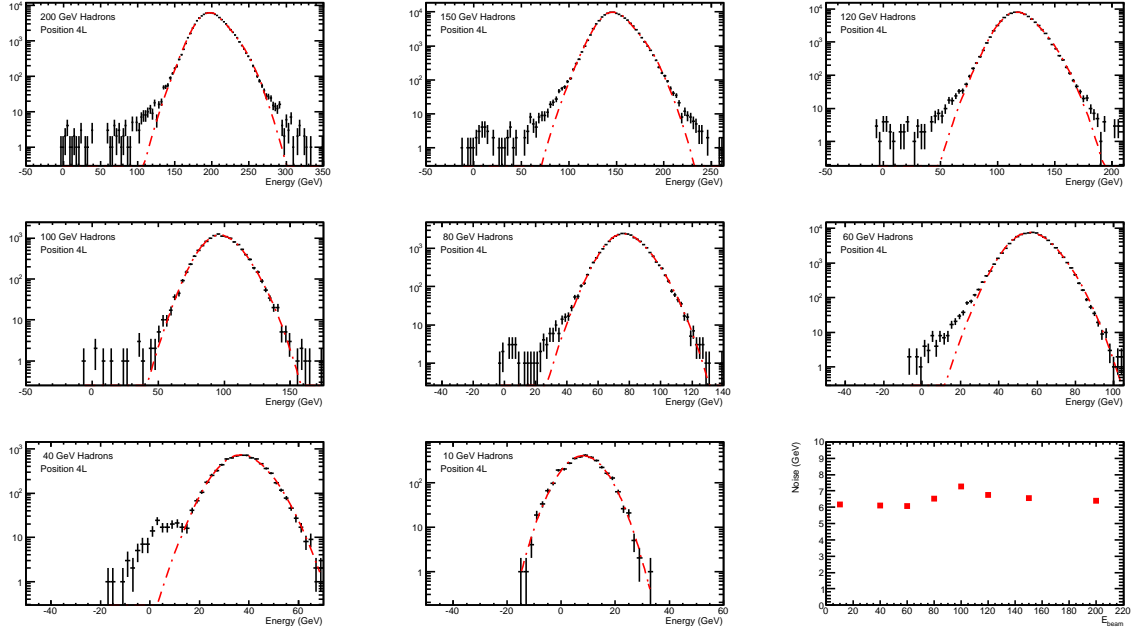 200 GeV Hadrons
Position 4L
10⁴
10³
10²
10
1
-50 0 50 100 150 200 250 300 350
Energy (GeV)
150 GeV Hadrons
Position 4L
10⁴
10³
10²
10
1
-50 0 50 100 150 200 250
Energy (GeV)
120 GeV Hadrons
Position 4L
10⁴
10³
10²
10
1
-50 0 50 100 150 200
Energy (GeV)
100 GeV Hadrons
Position 4L
10³
10²
10
1
-50 0 50 100 150
Energy (GeV)
80 GeV Hadrons
Position 4L
10³
10²
10
1
-40 -20 0 20 40 60 80 100 120 140
Energy (GeV)
60 GeV Hadrons
Position 4L
10⁴
10³
10²
10
1
-40 -20 0 20 40 60 80 100
Energy (GeV)
40 GeV Hadrons
Position 4L
10³
10²
10
1
-40 -20 0 20 40 60
Energy (GeV)
10 GeV Hadrons
Position 4L
10³
10²
10
1
-60 -40 -20 0 20 40 60
Energy (GeV)
Noise (GeV)
10
9
8
7
6
5
4
3
2
1
0
0 20 40 60 80 100 120 140 160 180 200 220
E_beam